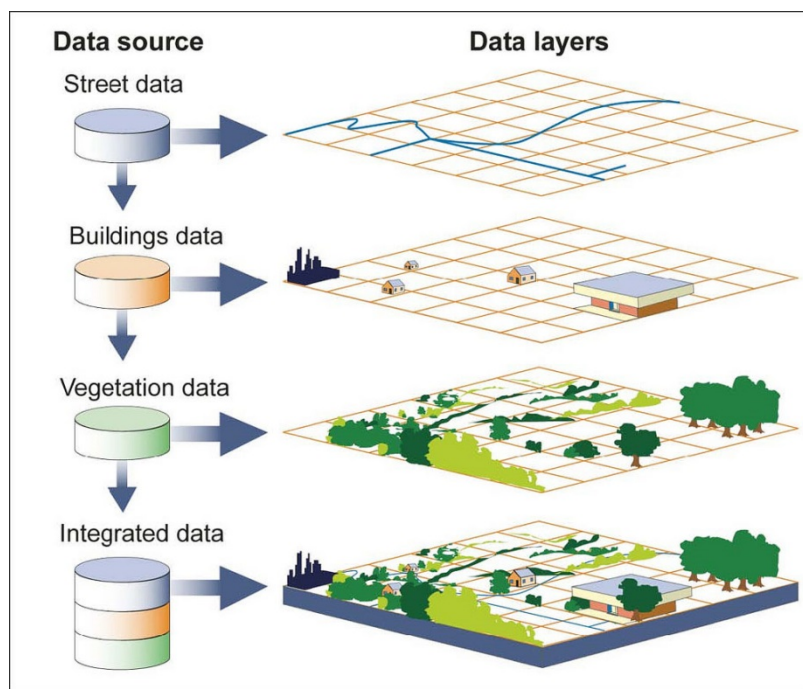 Data source
Data layers
Street data
Buildings data
Vegetation data
Integrated data